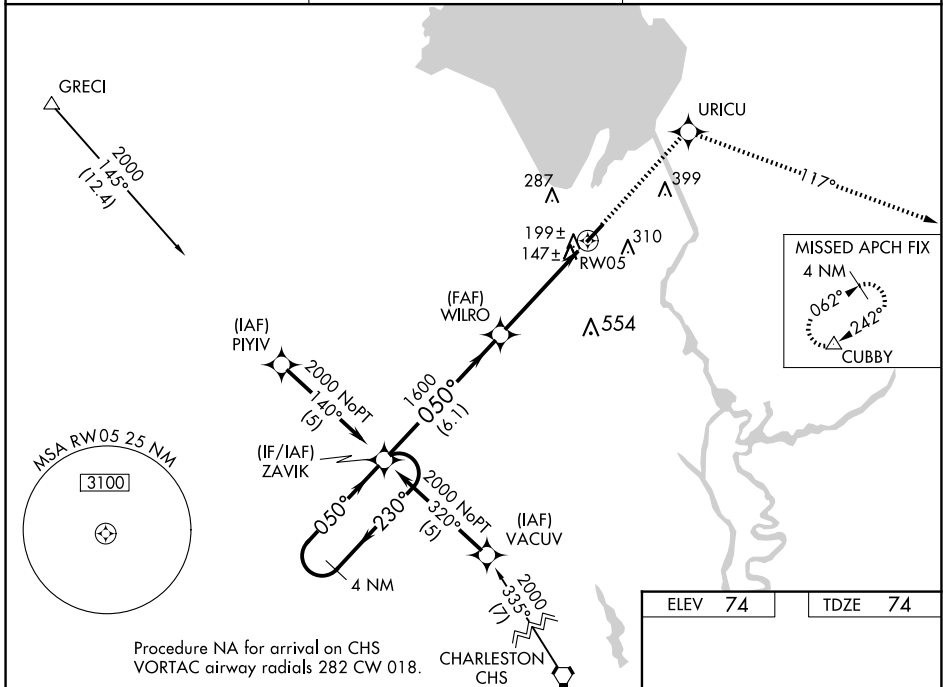 GRECI
2000
145°
(12.4)
URICU
117°
287
399
199±
147±
310
RW05
MISSED APCH FIX
4 NM
062°
242°
CUBBY
(FAF)
WILRO
554
(IAF)
PIYIV
2000 NoPT
140°
(5)
1600
050°
(6.1)
MSA RW05 25 NM
3100
(IF/IAF)
ZAVIK
050°
230°
4 NM
2000 NoPT
320°
(5)
(IAF)
VACUV
2000
335°
(7)
ELEV 74
TDZE 74
Procedure NA for arrival on CHS
VORTAC airway radials 282 CW 018.
CHARLESTON
CHS